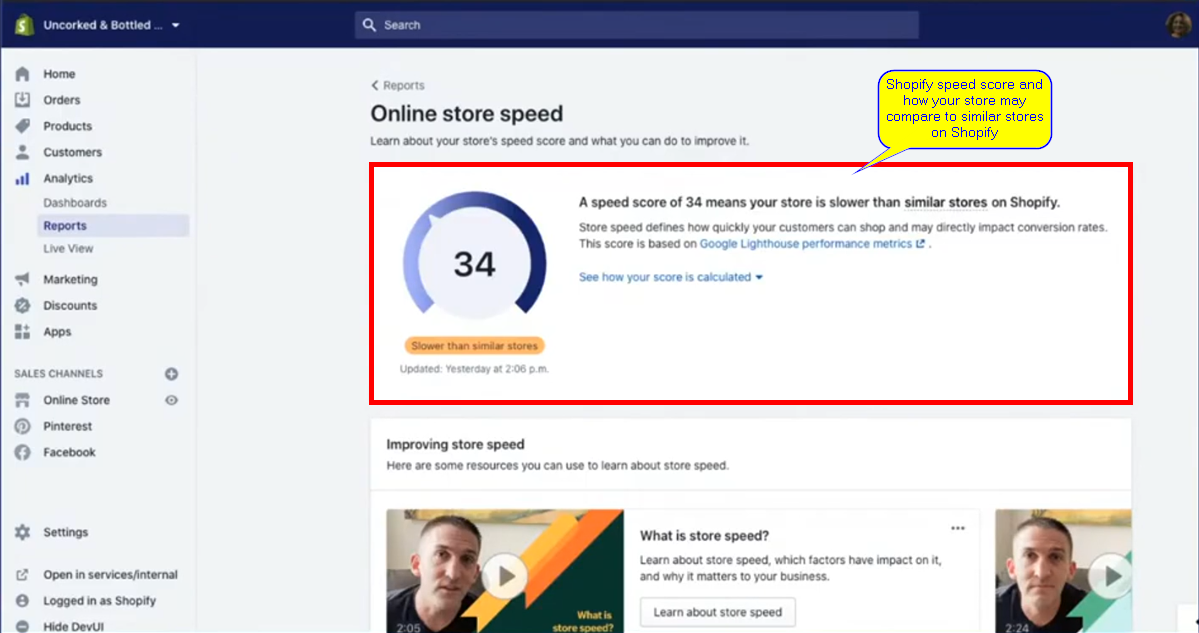 Uncorked & Bottled ...
Search
Home
Orders
Products
Customers
Analytics
Dashboards
Reports
Live View
Marketing
Discounts
Apps
SALES CHANNELS
Online Store
Pinterest
Facebook
Settings
Open in services/internal
Logged in as Shopify
Hide DevUI
Reports
Online store speed
Learn about your store's speed score and what you can do to improve it.
Shopify speed score and
how your store may
compare to similar stores
on Shopify
34
Slower than similar stores
Updated: Yesterday at 2:06 p.m.
A speed score of 34 means your store is slower than similar stores on Shopify.
Store speed defines how quickly your customers can shop and may directly impact conversion rates.
This score is based on Google Lighthouse performance metrics .
See how your score is calculated
Improving store speed
Here are some resources you can use to learn about store speed.
What is
store speed?
2:05
What is store speed?
Learn about store speed, which factors have impact on it,
and why it matters to your business.
Learn about store speed
2:24